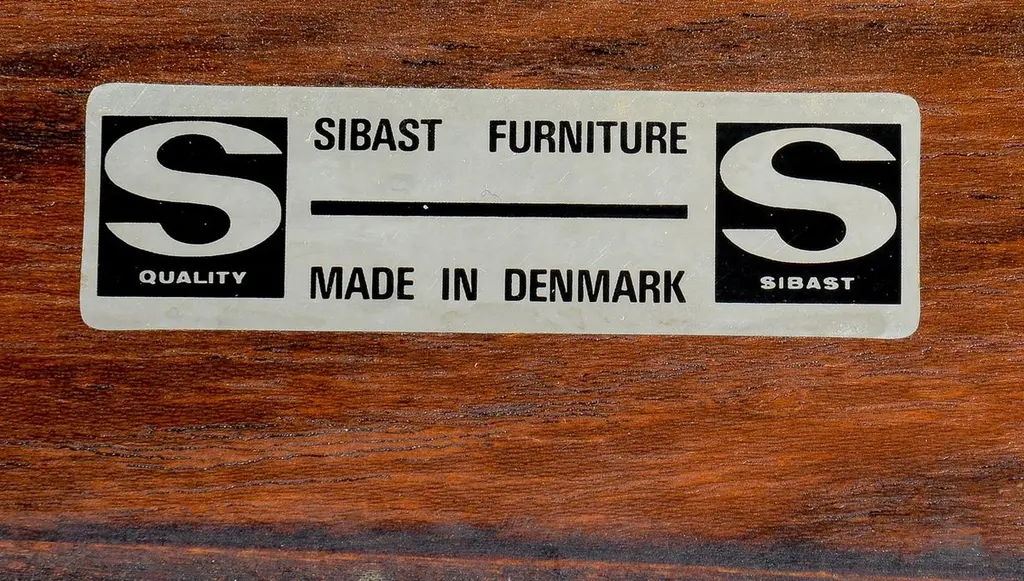 S
QUALITY
SIBAST FURNITURE
MADE IN DENMARK
S
SIBAST